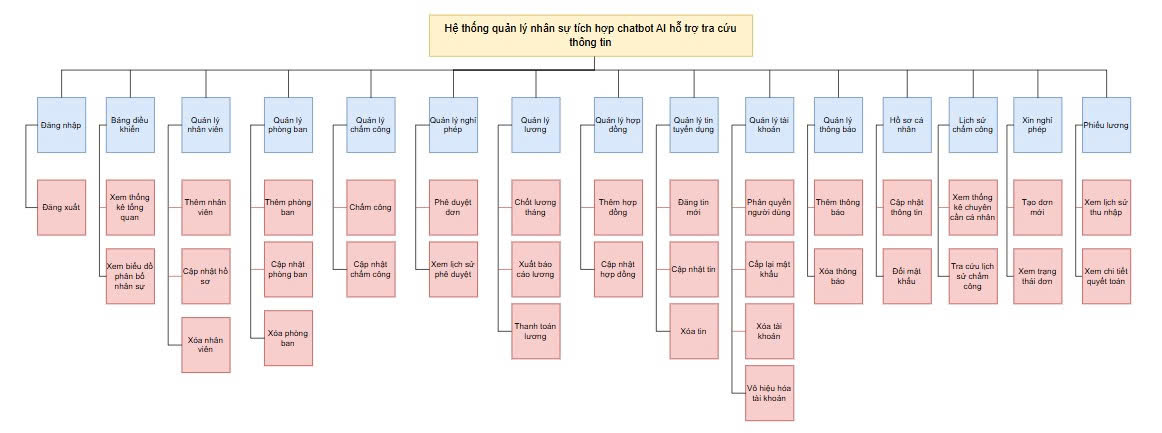 Hệ thống quản lý nhân sự tích hợp chatbot AI hỗ trợ tra cứu
thông tin
Đăng nhập
Đăng xuất
Bảng điều
khiển
Xem thống
kê tổng
quan
Xem biểu đồ
phân bổ
nhân sự
Quản lý
nhân viên
Thêm nhân
viên
Cập nhật hồ
sơ
Xóa nhân
viên
Quản lý
phòng ban
Thêm phòng
ban
Cập nhật
phòng ban
Xóa phòng
ban
Quản lý
chấm công
Chấm công
Cập nhật
chấm công
Quản lý nghỉ
phép
Phê duyệt
đơn
Xem lịch sử
phê duyệt
Quản lý
lương
Chốt lương
tháng
Xuất báo
cáo lương
Thanh toán
lương
Quản lý hợp
đồng
Thêm hợp
đồng
Cập nhật
hợp đồng
Quản lý tin
tuyển dụng
Đăng tin
mới
Cập nhật tin
Xóa tin
Quản lý tài
khoản
Phân quyền
người dùng
Cấp lại mật
khẩu
Xóa tài
khoản
Vô hiệu hóa
tài khoản
Quản lý
thông báo
Thêm thông
báo
Xóa thông
báo
Hồ sơ cá
nhân
Cập nhật
thông tin
Đổi mật
khẩu
Lịch sử
chấm công
Xem thống
kê chuyên
cần cá nhân
Tra cứu lịch
sử chấm
công
Xin nghỉ
phép
Tạo đơn
mới
Xem trạng
thái đơn
Phiếu lương
Xem lịch sử
thu nhập
Xem chi tiết
quyết toán